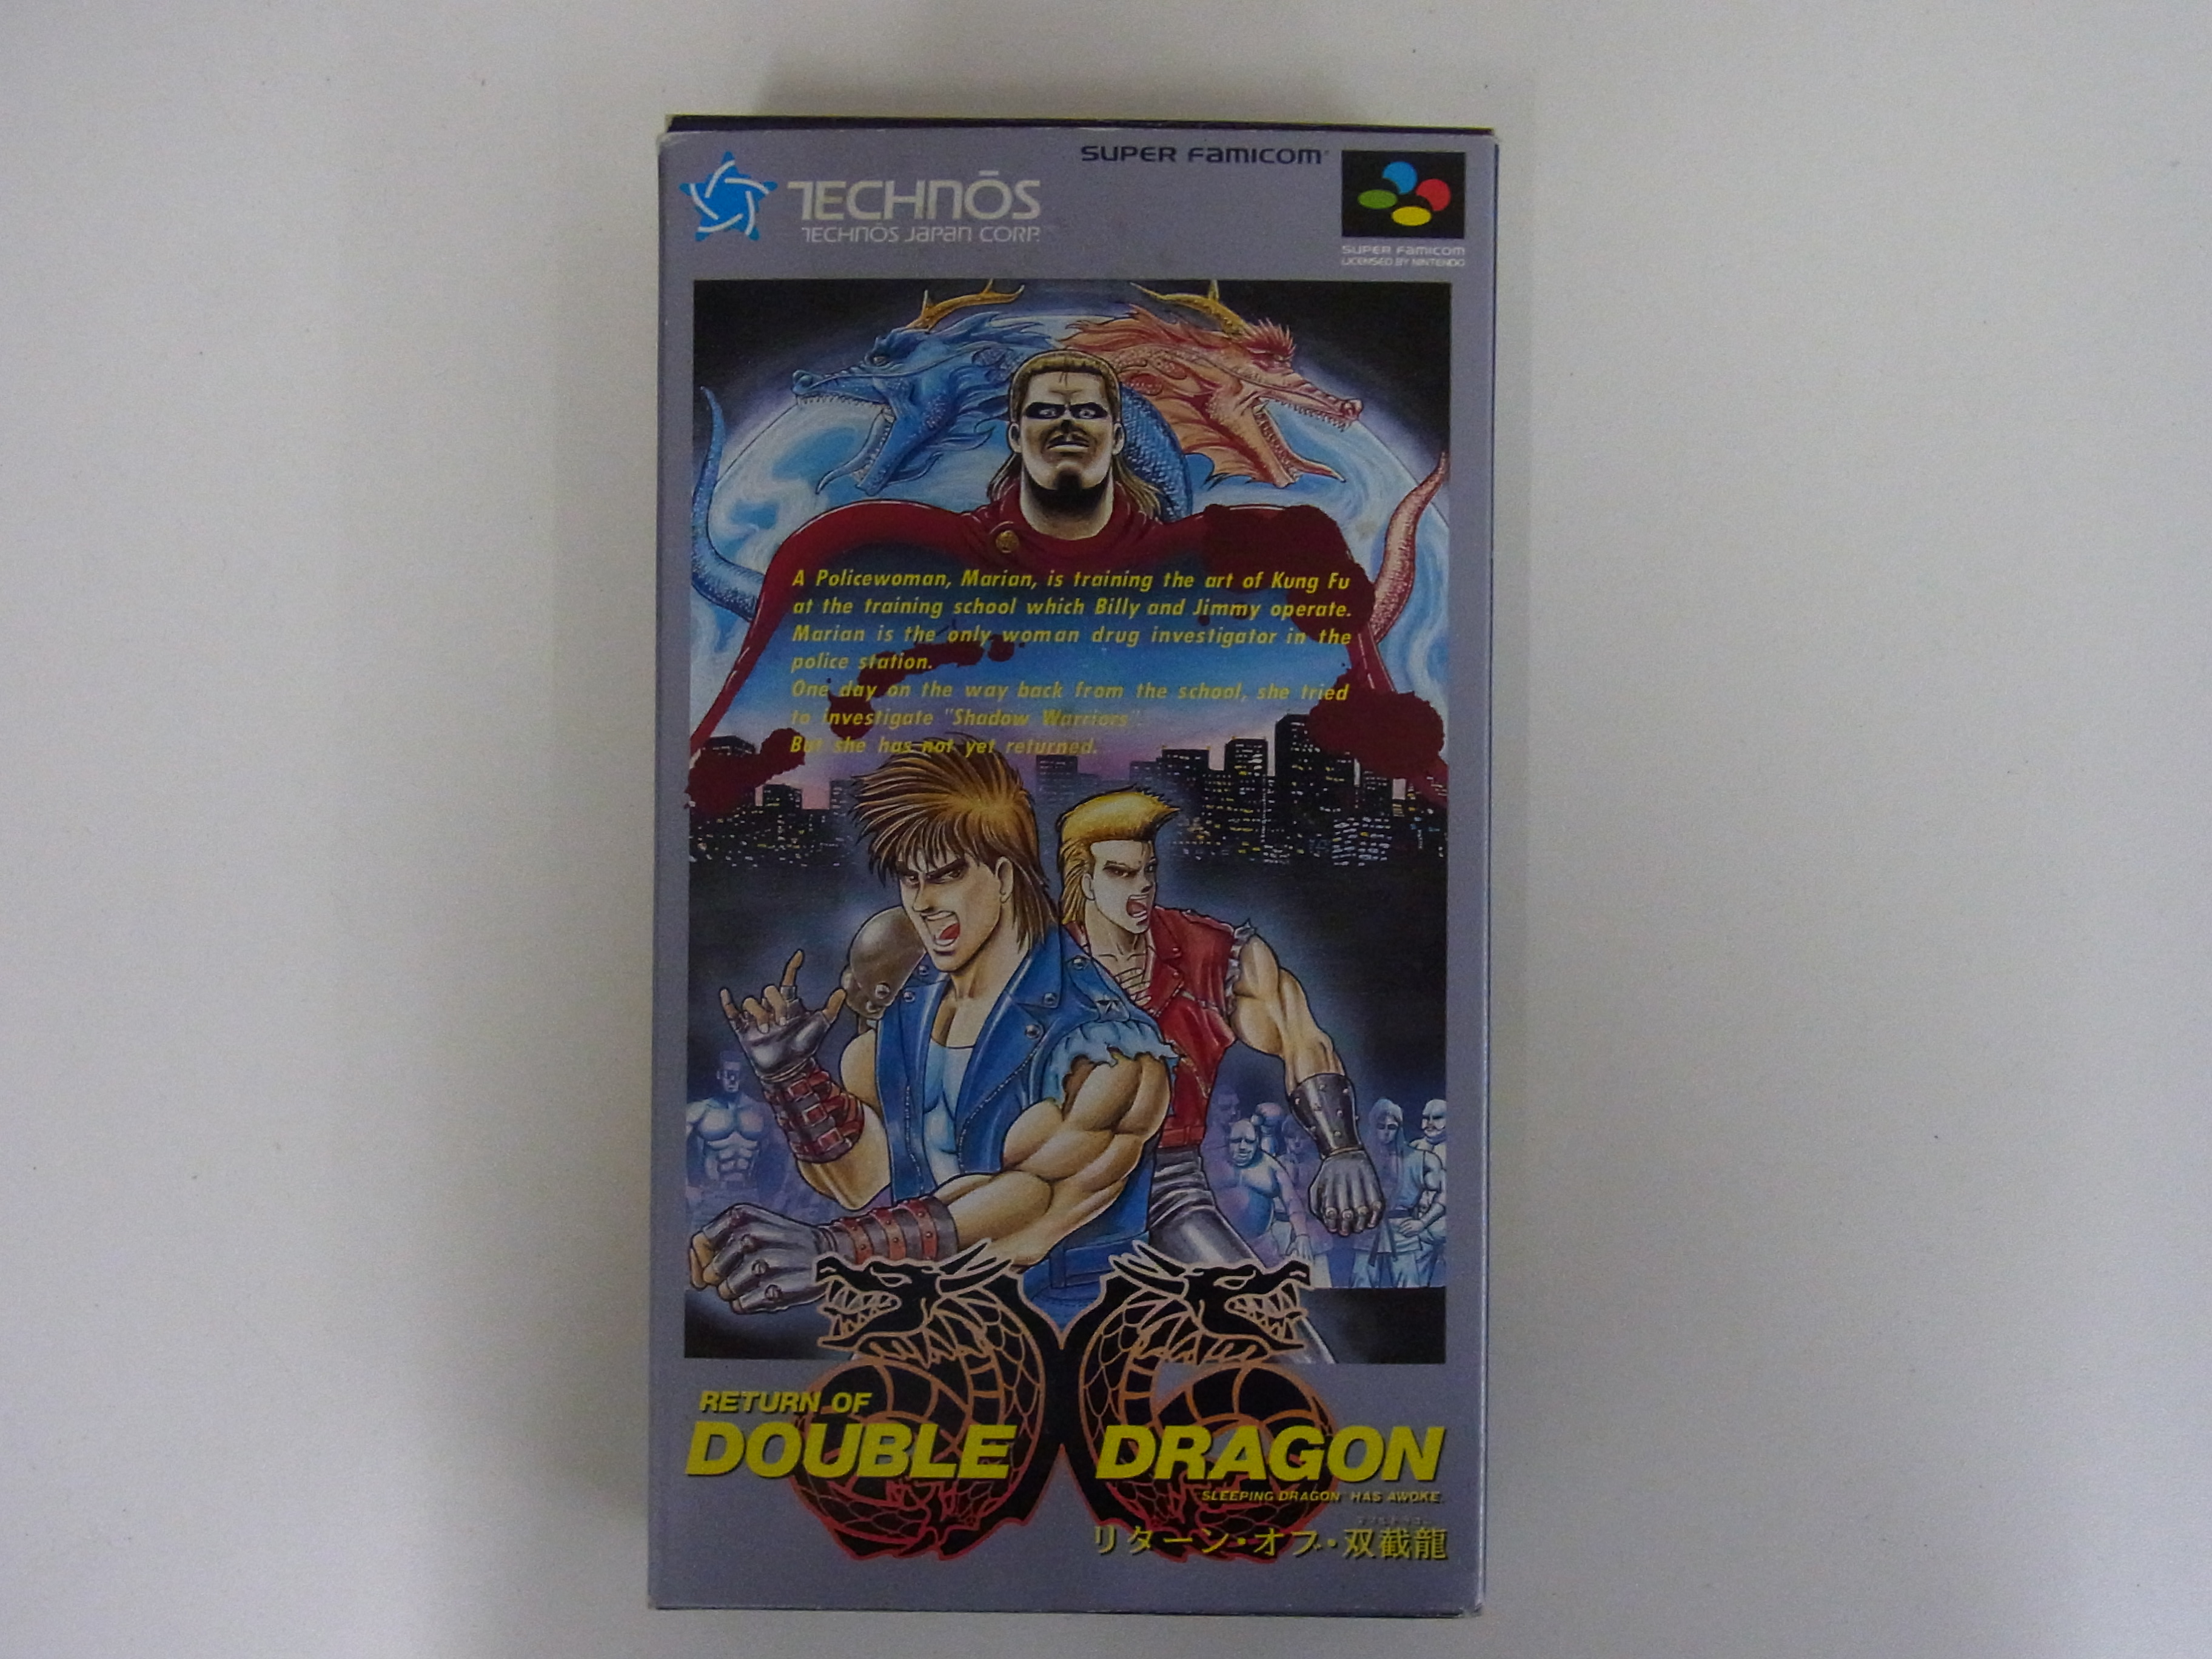 SUPER FAMICOM
TECHNŌS
TECHNŌS JAPAN CORP.
SUPER FAMICOM
LICENSED BY NINTENDO
A Policewoman, Marian, is training the art of Kung Fu
at the training school which Billy and Jimmy operate.
Marian is the only woman drug investigator in the
police station.
One day on the way back from the school, she tried
to investigate "Shadow Warriors".
But she has not yet returned.
RETURN OF
DOUBLE DRAGON
SLEEPING DRAGON HAS AWOKE
リターン・オブ・双截龍